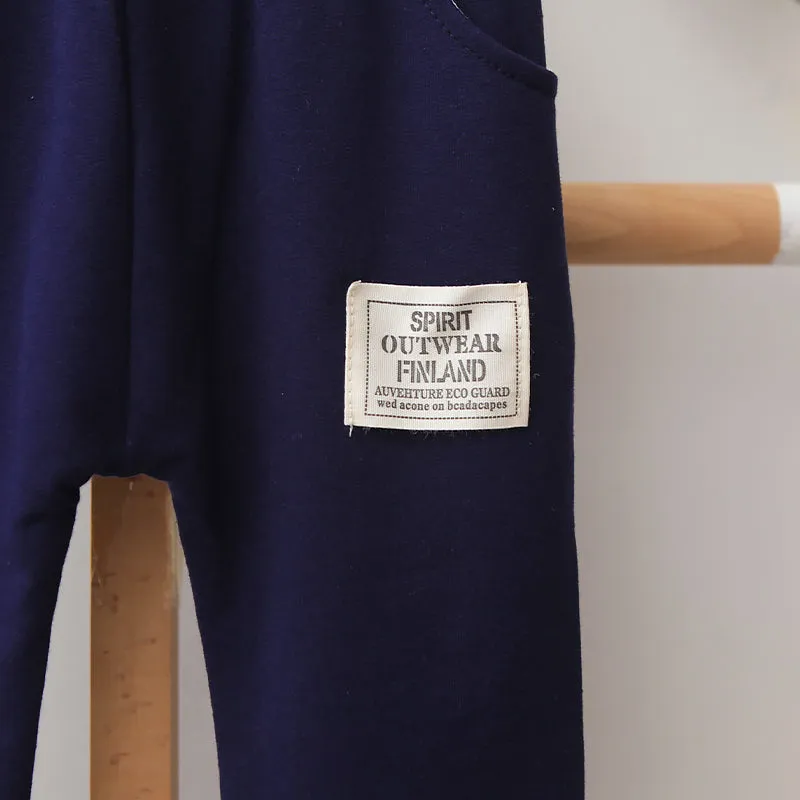 SPIRIT
OUTWEAR
FINLAND
AUVEHTURE ECO GUARD
wed acone on bcadacapes